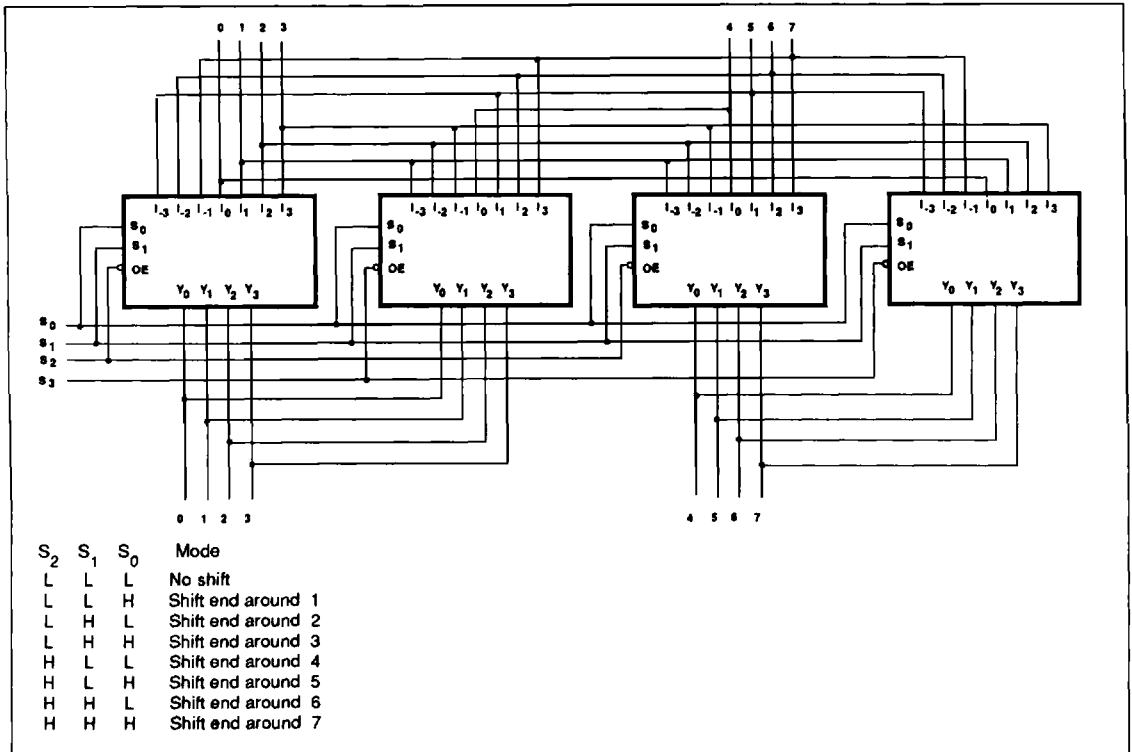 0 1 2 3 4 5 6 7
I-3 I-2 I-1 I0 I1 I2 I3 I-3 I-2 I-1 I0 I1 I2 I3 I-3 I-2 I-1 I0 I1 I2 I3 I-3 I-2 I-1 I0 I1 I2 I3
S0 S0 S0 S0
S1 S1 S1 S1
OE OE OE OE
Y0 Y1 Y2 Y3 Y0 Y1 Y2 Y3 Y0 Y1 Y2 Y3 Y0 Y1 Y2 Y3
S0
S1
S2
S3
0 1 2 3 4 5 6 7
S2 S1 S0 Mode
L L L No shift
L L H Shift end around 1
L H L Shift end around 2
L H H Shift end around 3
H L L Shift end around 4
H L H Shift end around 5
H H L Shift end around 6
H H H Shift end around 7